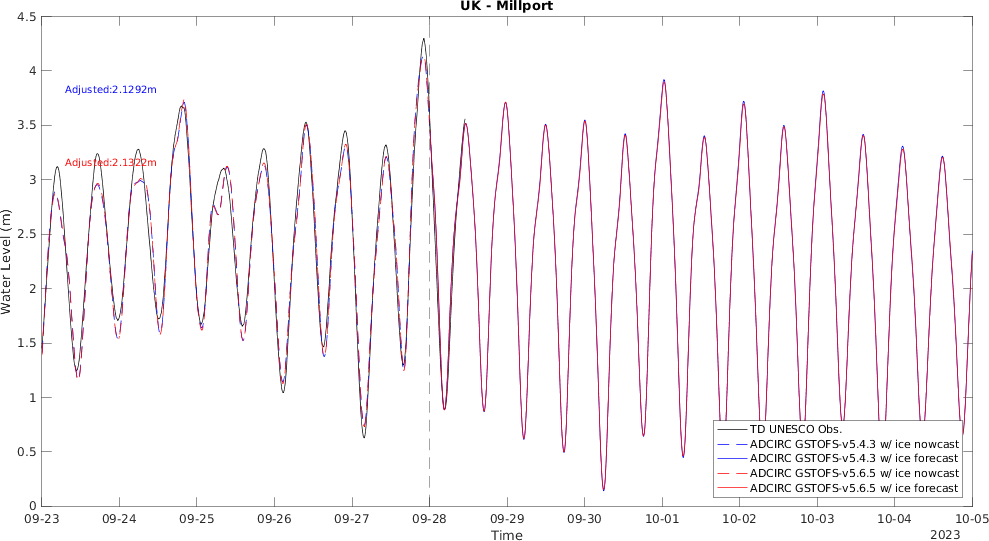 UK - Millport
4.5
4
3.5
3
2.5
2
1.5
1
0.5
0
Water Level (m)
Adjusted:2.1292m
Adjusted:2.1322m
TD UNESCO Obs.
ADCIRC GSTOFS-v5.4.3 w/ ice nowcast
ADCIRC GSTOFS-v5.4.3 w/ ice forecast
ADCIRC GSTOFS-v5.6.5 w/ ice nowcast
ADCIRC GSTOFS-v5.6.5 w/ ice forecast
09-23 09-24 09-25 09-26 09-27 09-28 09-29 09-30 10-01 10-02 10-03 10-04 10-05
Time
2023